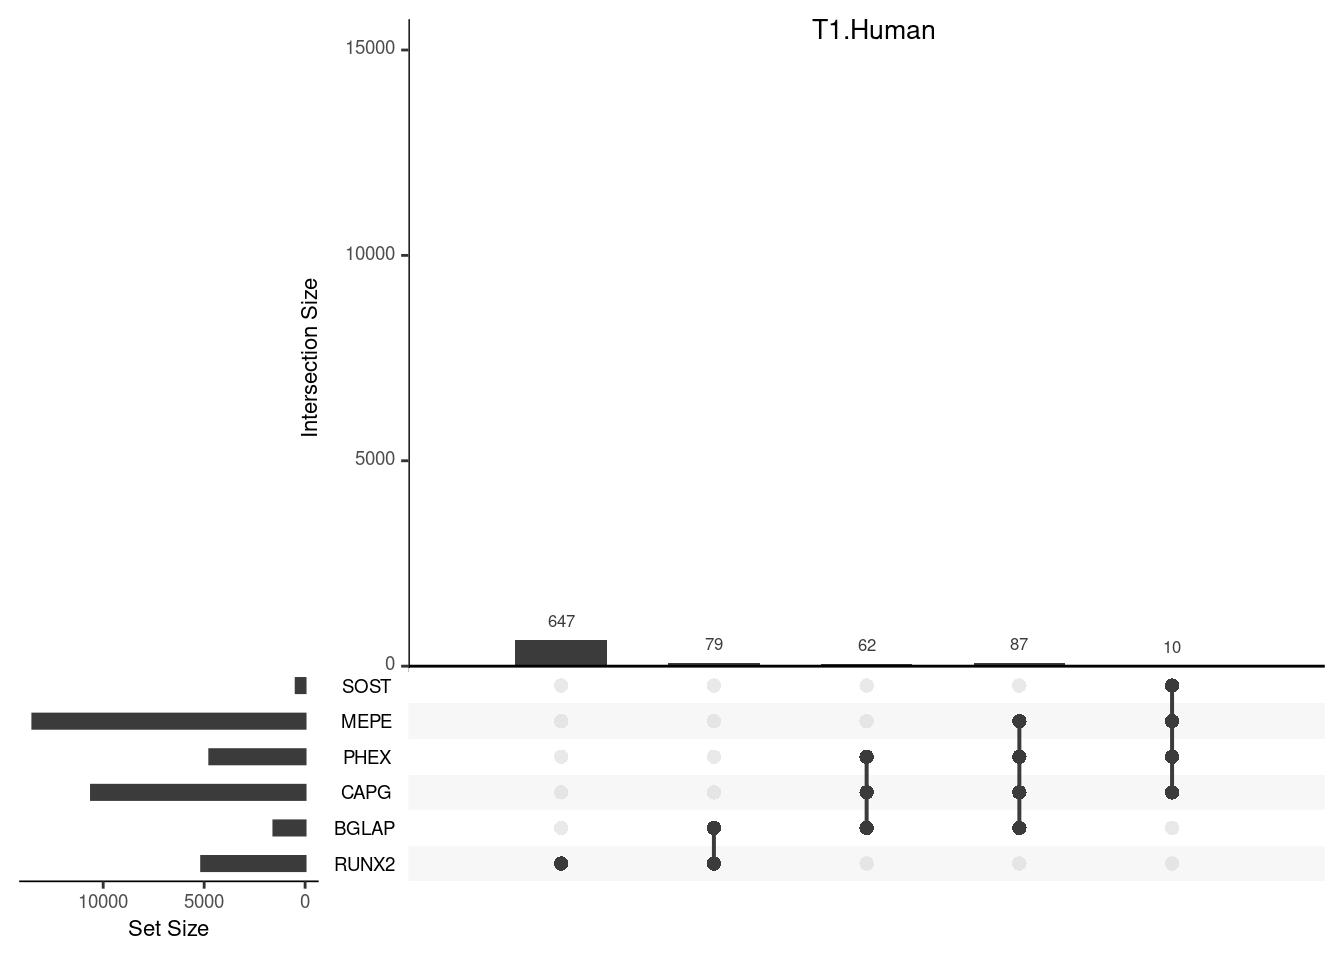 T1.Human
15000
10000
5000
0
Intersection Size
647
79
62
87
10
SOST
MEPE
PHEX
CAPG
BGLAP
RUNX2
10000 5000 0
Set Size